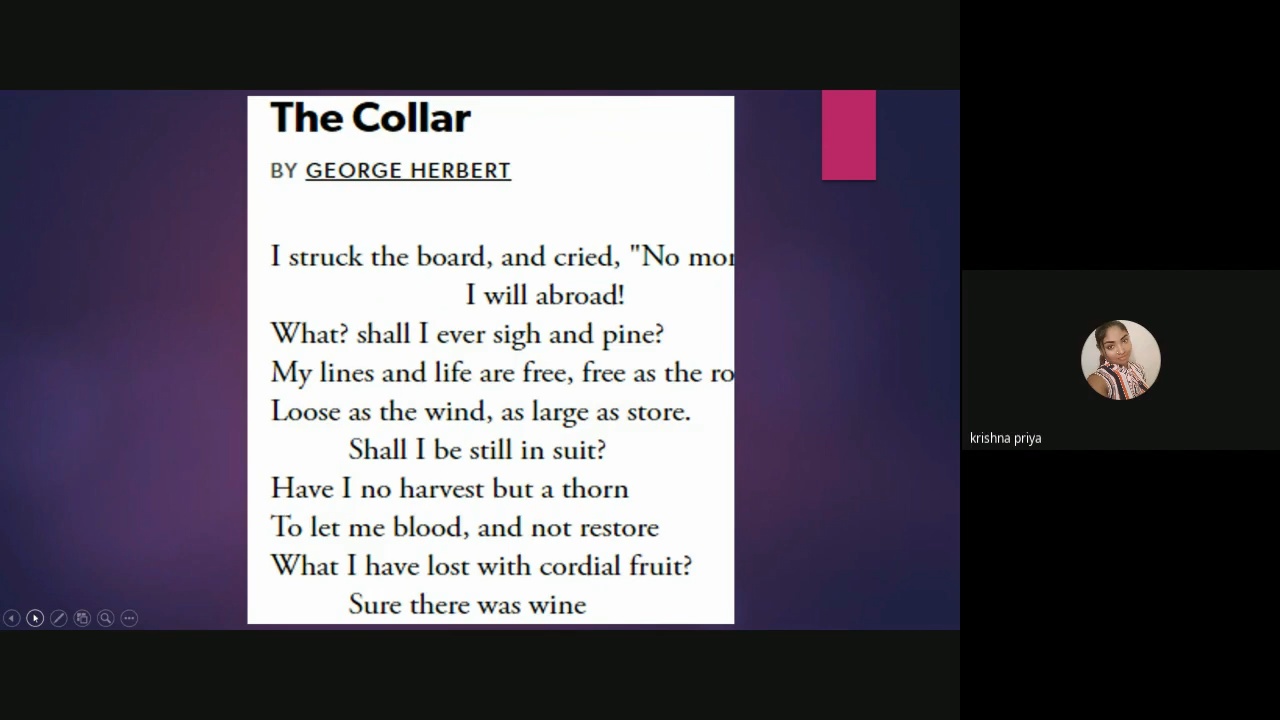 The Collar
BY GEORGE HERBERT
I struck the board, and cried, "No mor
I will abroad!
What? shall I ever sigh and pine?
My lines and life are free, free as the ro
Loose as the wind, as large as store.
Shall I be still in suit?
Have I no harvest but a thorn
To let me blood, and not restore
What I have lost with cordial fruit?
Sure there was wine
krishna priya